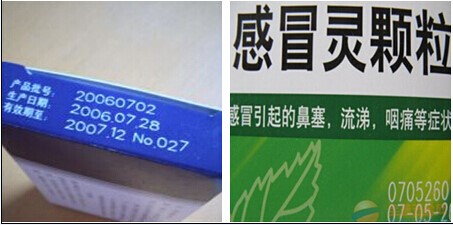 产品批号: 20060702
生产日期: 2006.07.28
有效期至: 2007.12 No.027
感冒灵颗粒
感冒引起的鼻塞，流涕，咽痛等症状
0705260
07-05-2